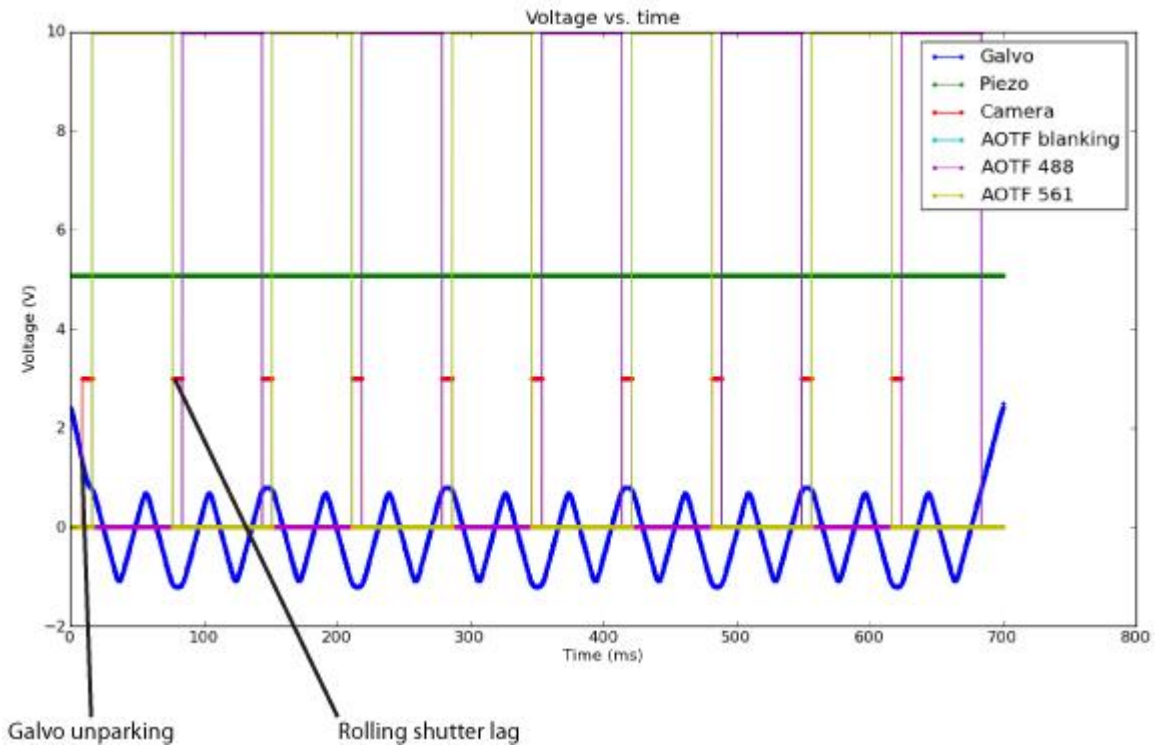 Voltage vs. time
10
8
6
4
2
0
−2
Voltage (V)
Galvo
Piezo
Camera
AOTF blanking
AOTF 488
AOTF 561
0 100 200 300 400 500 600 700 800
Time (ms)
Galvo unparking
Rolling shutter lag